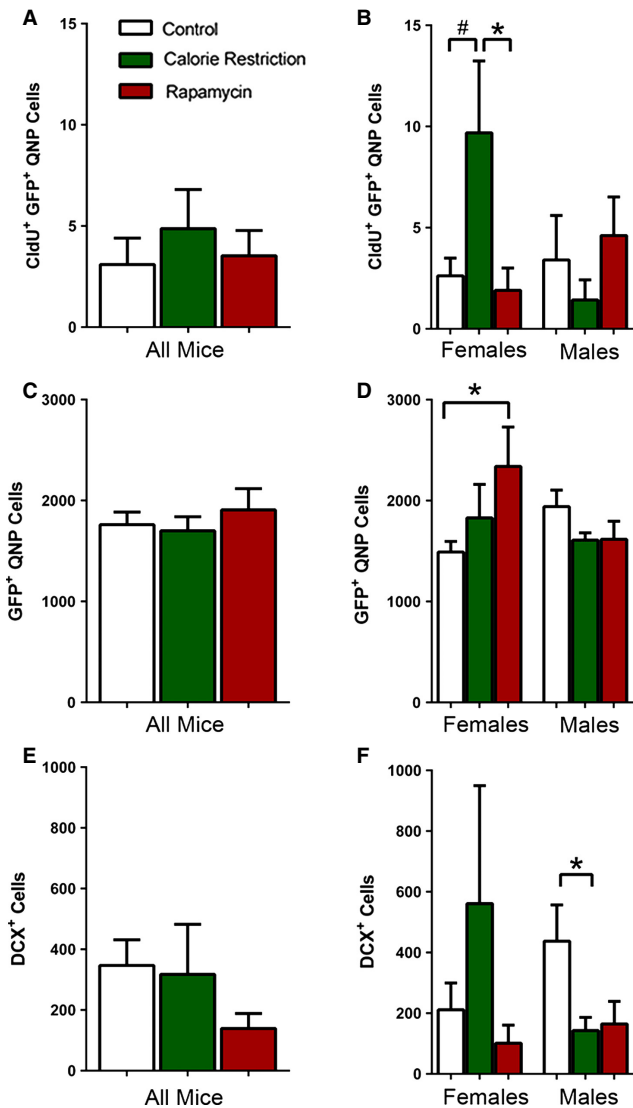 A
15
10
5
0
CldU+ GFP+ QNP Cells
Control
Calorie Restriction
Rapamycin
All Mice
B
15
10
5
0
CldU+ GFP+ QNP Cells
#
*
Females
Males
C
3000
2000
1000
0
GFP+ QNP Cells
All Mice
D
3000
2000
1000
0
GFP+ QNP Cells
*
Females
Males
E
1000
800
600
400
200
0
DCX+ Cells
All Mice
F
1000
800
600
400
200
0
DCX+ Cells
*
Females
Males